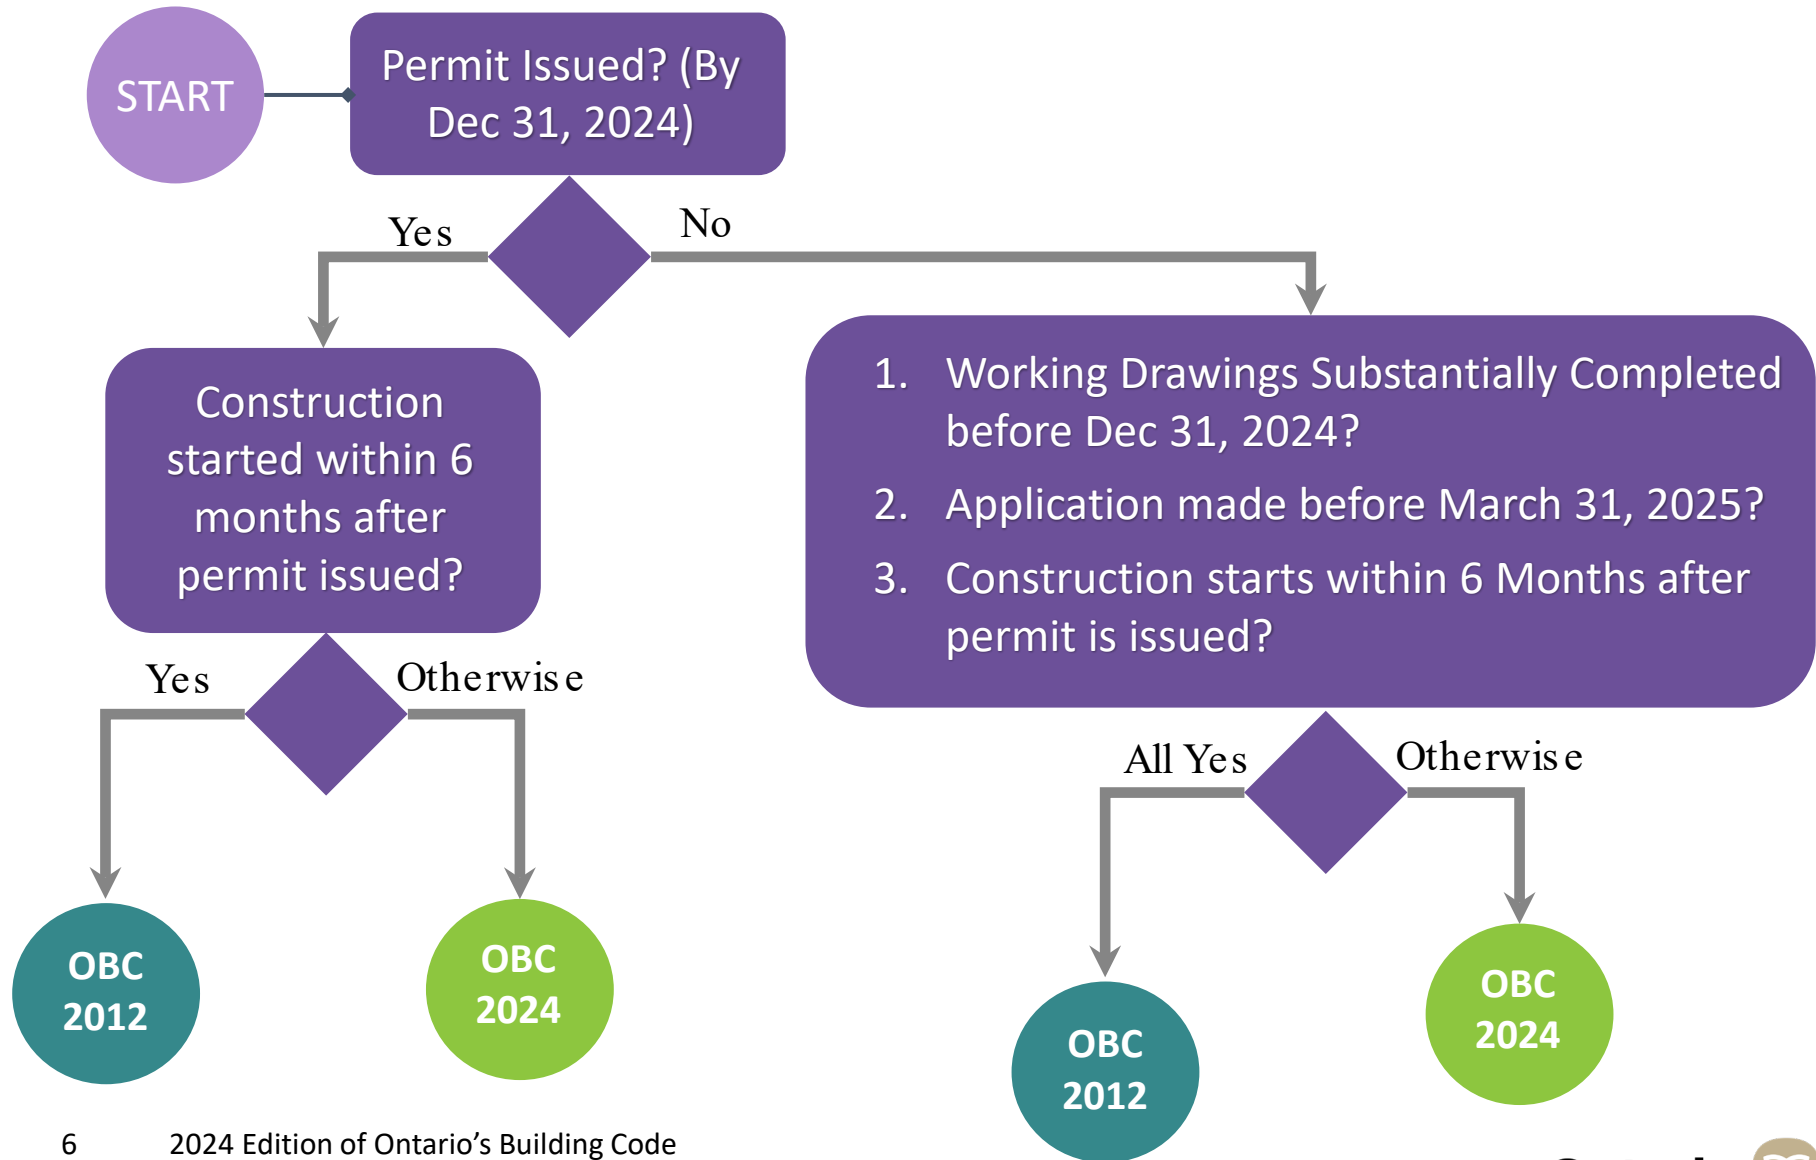 START
Permit Issued? (By
Dec 31, 2024)
Yes
No
Construction
started within 6
months after
permit issued?
1. Working Drawings Substantially Completed
before Dec 31, 2024?
2. Application made before March 31, 2025?
3. Construction starts within 6 Months after
permit is issued?
Yes
Otherwise
All Yes
Otherwise
OBC
2012
OBC
2024
OBC
2012
OBC
2024
6 2024 Edition of Ontario’s Building Code